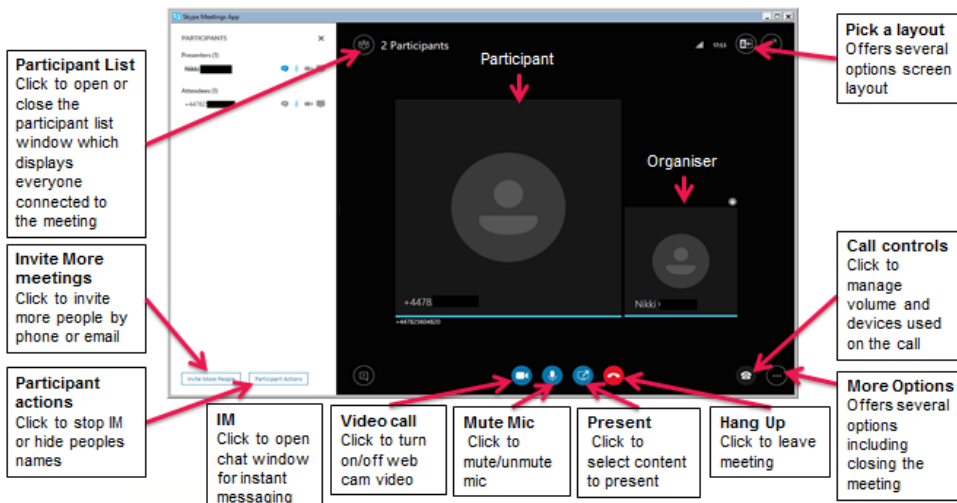 Skype Meetings App
PARTICIPANTS
Presenters (1)
Nikki
Attendees (1)
+44782
2 Participants
17:53
Participant
Organiser
+4478
Nikki
Invite More People
Participant Actions
Participant List
Click to open or
close the
participant list
window which
displays
everyone
connected to
the meeting
Invite More
meetings
Click to invite
more people by
phone or email
Participant
actions
Click to stop IM
or hide peoples
names
IM
Click to open
chat window
for instant
messaging
Video call
Click to turn
on/off web
cam video
Mute Mic
Click to
mute/unmute
mic
Present
Click to
select content
to present
Hang Up
Click to leave
meeting
Pick a layout
Offers several
options screen
layout
Call controls
Click to
manage
volume and
devices used
on the call
More Options
Offers several
options
including
closing the
meeting